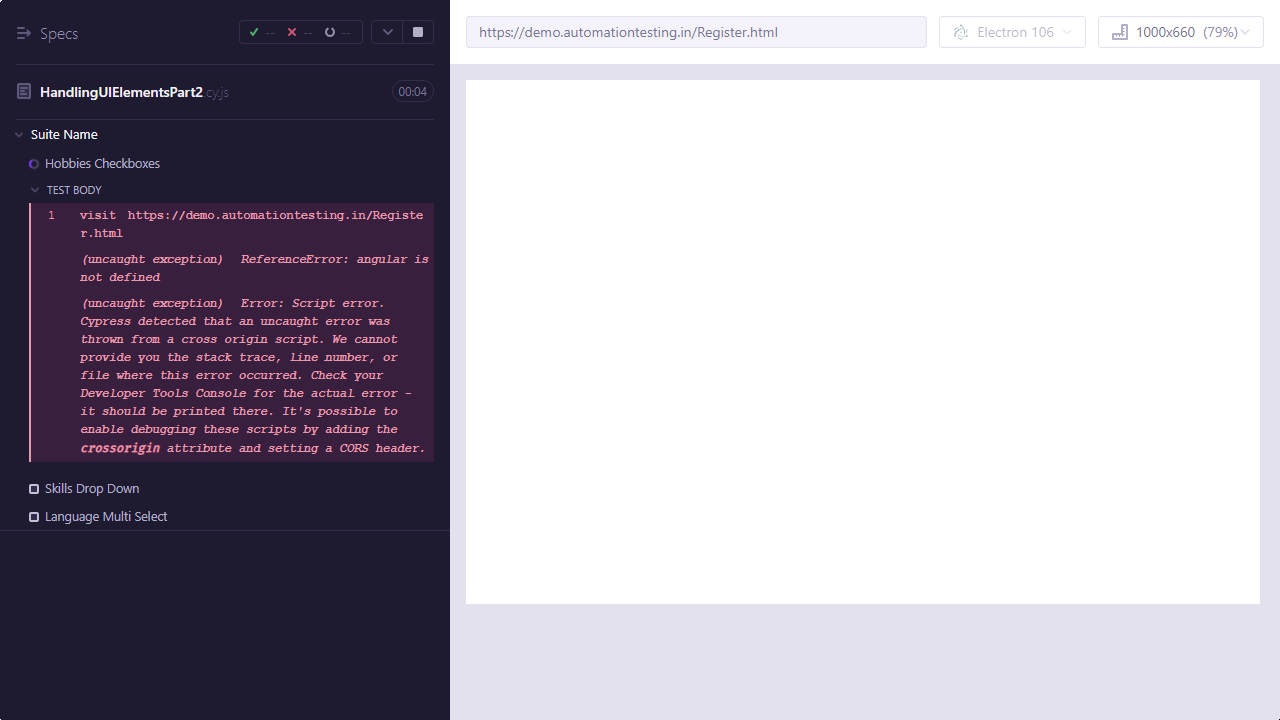 Specs
-- -- --
https://demo.automationtesting.in/Register.html
Electron 106
1000x660 (79%)
HandlingUIElementsPart2.cy.js
00:04
Suite Name
Hobbies Checkboxes
TEST BODY
1 visit https://demo.automationtesting.in/Registe
r.html
(uncaught exception) ReferenceError: angular is
not defined
(uncaught exception) Error: Script error.
Cypress detected that an uncaught error was
thrown from a cross origin script. We cannot
provide you the stack trace, line number, or
file where this error occurred. Check your
Developer Tools Console for the actual error -
it should be printed there. It's possible to
enable debugging these scripts by adding the
crossorigin attribute and setting a CORS header.
Skills Drop Down
Language Multi Select